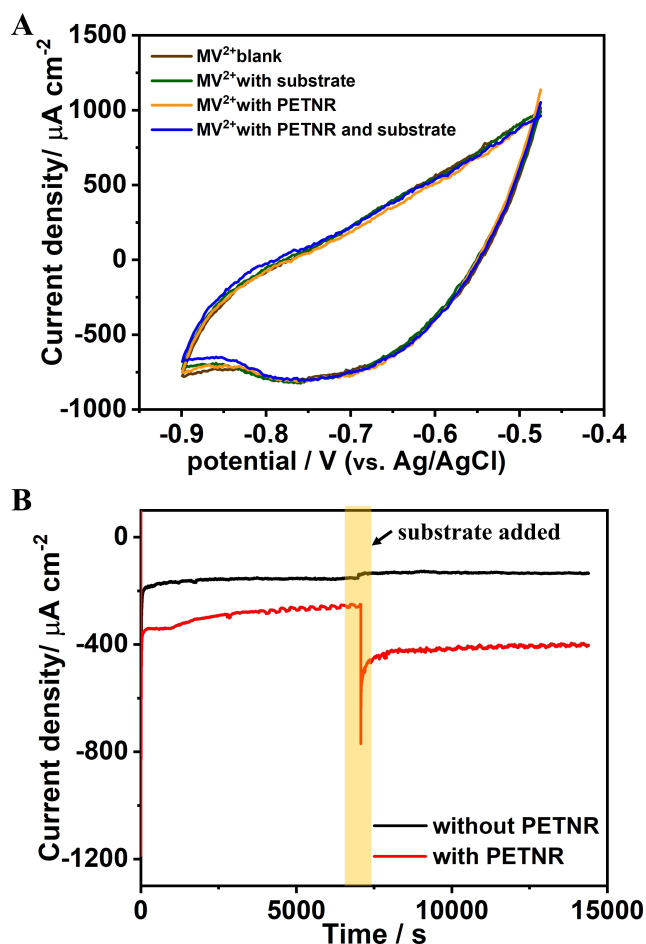 A
Current density/ μA cm⁻²
1500
1000
500
0
-500
-1000
MV²⁺blank
MV²⁺with substrate
MV²⁺with PETNR
MV²⁺with PETNR and substrate
-0.9 -0.8 -0.7 -0.6 -0.5 -0.4
potential / V (vs. Ag/AgCl)
B
Current density/ μA cm⁻²
0
-400
-800
-1200
substrate added
without PETNR
with PETNR
0 5000 10000 15000
Time / s